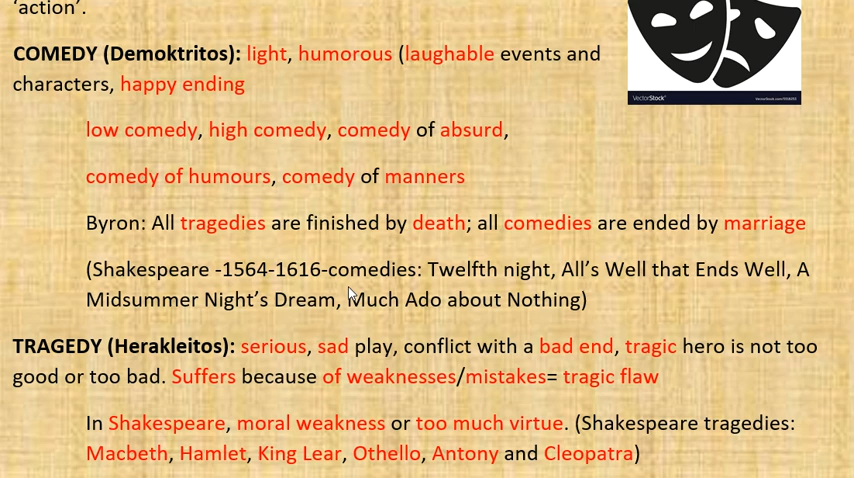 ‘action’.
COMEDY (Demoktritos): light, humorous (laughable events and
characters, happy ending
low comedy, high comedy, comedy of absurd,
comedy of humours, comedy of manners
Byron: All tragedies are finished by death; all comedies are ended by marriage
(Shakespeare -1564-1616-comedies: Twelfth night, All’s Well that Ends Well, A
Midsummer Night’s Dream, Much Ado about Nothing)
TRAGEDY (Herakleitos): serious, sad play, conflict with a bad end, tragic hero is not too
good or too bad. Suffers because of weaknesses/mistakes= tragic flaw
In Shakespeare, moral weakness or too much virtue. (Shakespeare tragedies:
Macbeth, Hamlet, King Lear, Othello, Antony and Cleopatra)
VectorStock